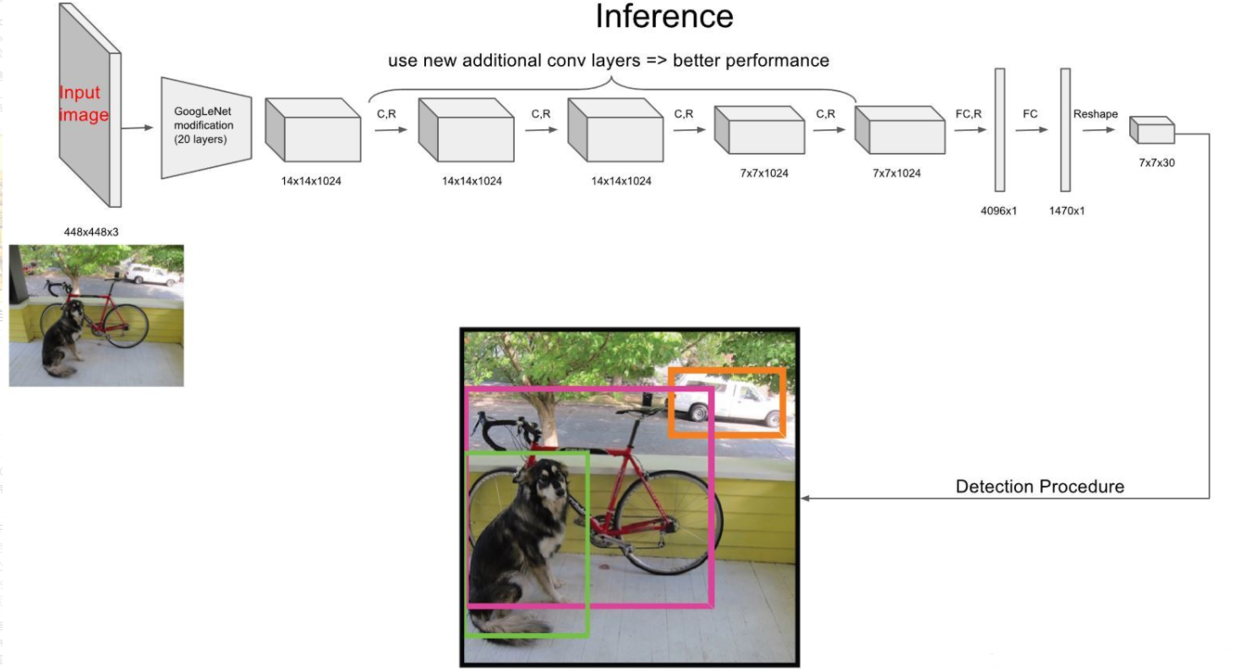 Inference
use new additional conv layers => better performance
Input
image
GoogLeNet
modification
(20 layers)
C,R
C,R
C,R
C,R
FC,R
FC
Reshape
448x448x3
14x14x1024
14x14x1024
14x14x1024
7x7x1024
7x7x1024
4096x1
1470x1
7x7x30
Detection Procedure